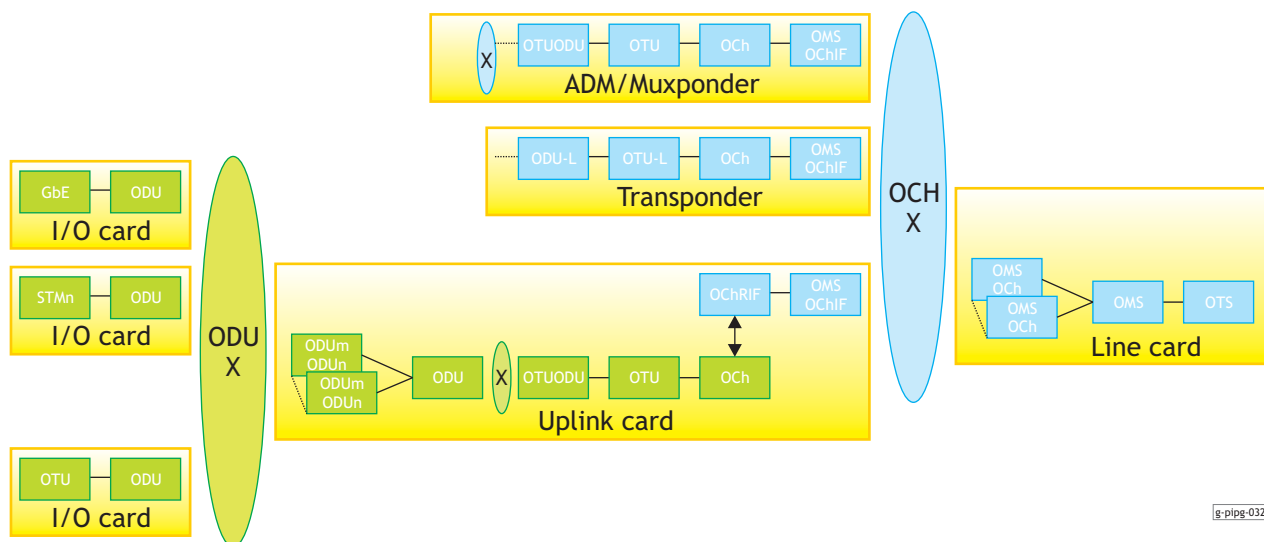 X
OTUODU
OTU
OCh
OMS
OChIF
ADM/Muxponder
ODU-L
OTU-L
OCh
OMS
OChIF
Transponder
OCH
X
GbE
ODU
I/O card
STMn
ODU
I/O card
OTU
ODU
I/O card
ODU
X
OChRIF
OMS
OChIF
ODUm
ODUn
ODUm
ODUn
ODU
X
OTUODU
OTU
OCh
Uplink card
OMS
OCh
OMS
OCh
OMS
OTS
Line card
g-pipg-032